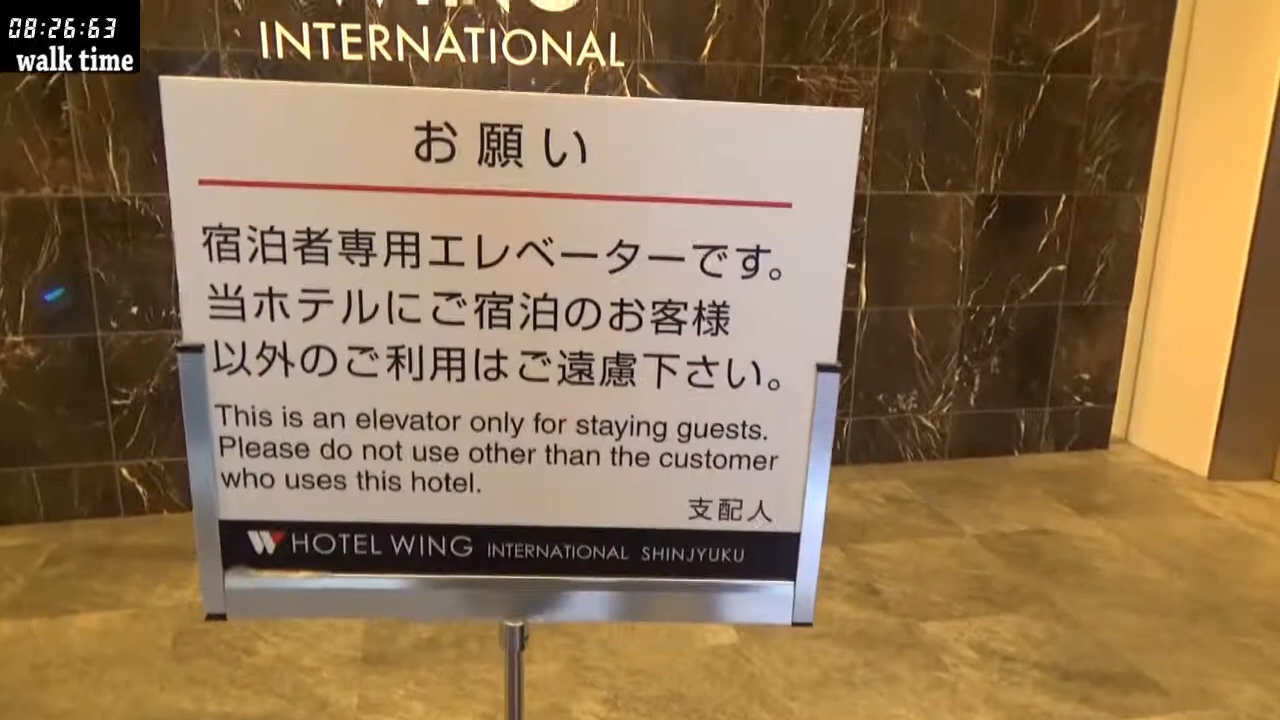 08:26:63
walk time
WING
INTERNATIONAL
お願い
宿泊者専用エレベーターです。
当ホテルにご宿泊のお客様
以外のご利用はご遠慮下さい。
This is an elevator only for staying guests.
Please do not use other than the customer
who uses this hotel.
支配人
HOTEL WING INTERNATIONAL SHINJYUKU